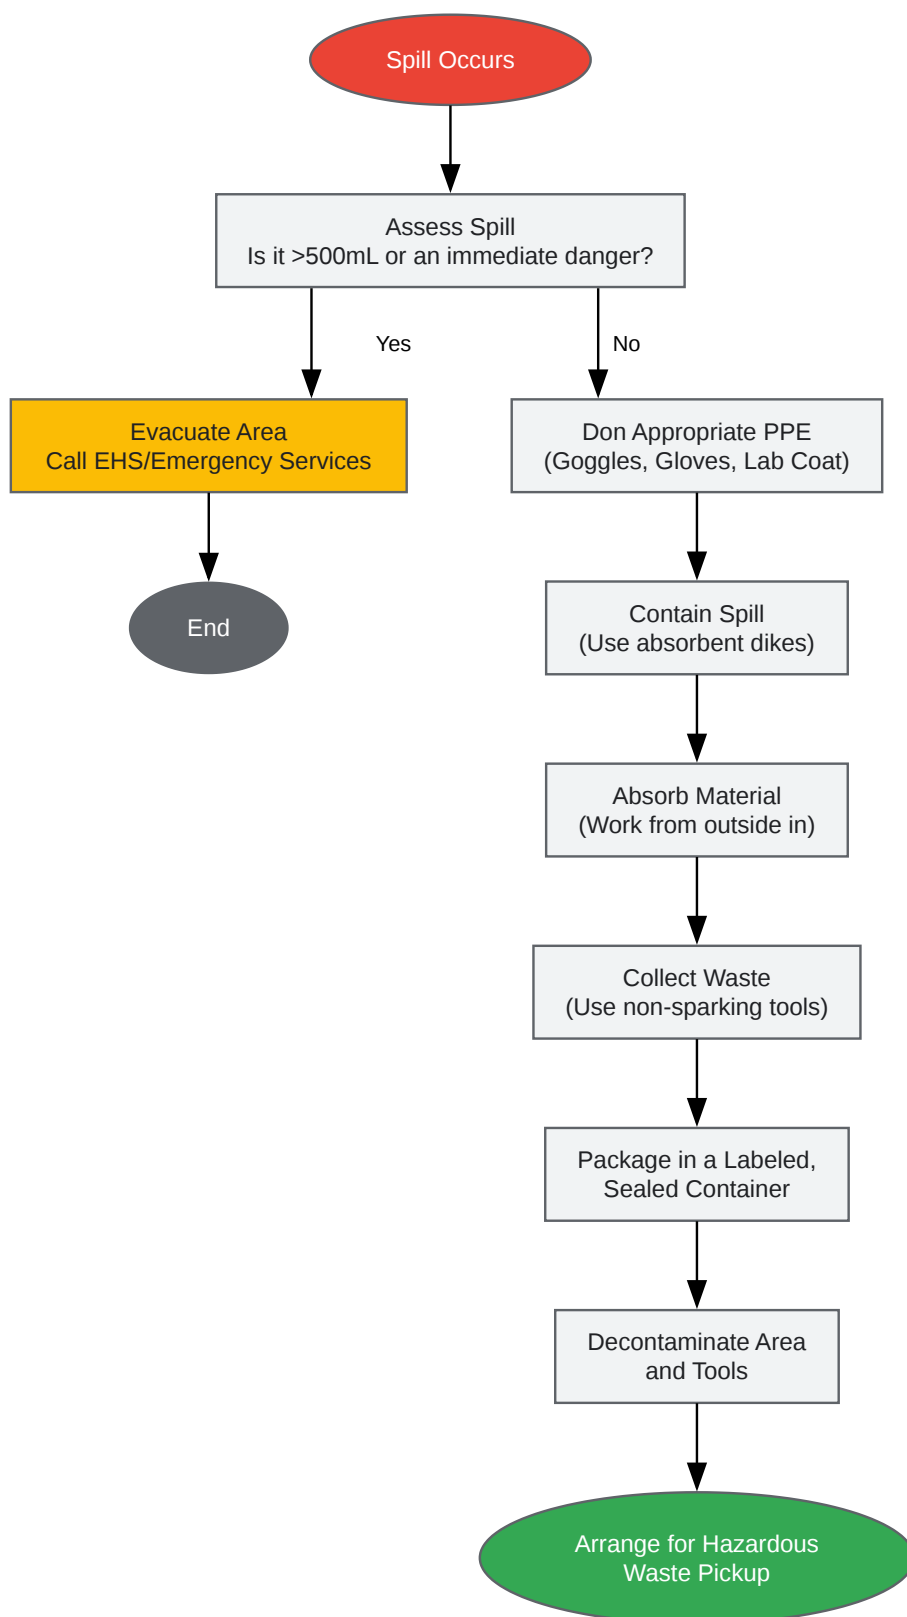 Spill Occurs
Assess Spill
Is it >500mL or an immediate danger?
Yes
No
Evacuate Area
Call EHS/Emergency Services
Don Appropriate PPE
(Goggles, Gloves, Lab Coat)
End
Contain Spill
(Use absorbent dikes)
Absorb Material
(Work from outside in)
Collect Waste
(Use non-sparking tools)
Package in a Labeled,
Sealed Container
Decontaminate Area
and Tools
Arrange for Hazardous
Waste Pickup